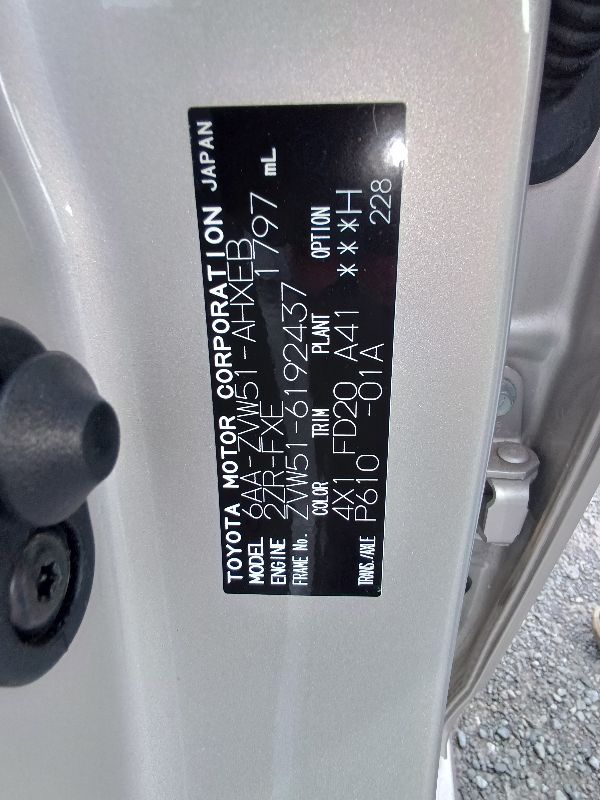 TOYOTA MOTOR CORPORATION JAPAN
MODEL 6AA-ZVW51-AHXEB
ENGINE 2ZR-FXE 1797 mL
FRAME No. ZVW51-6192437
COLOR TRIM PLANT OPTION
4X1 FD20 A41 ***H
TRANS./AXLE P610 -01A 228